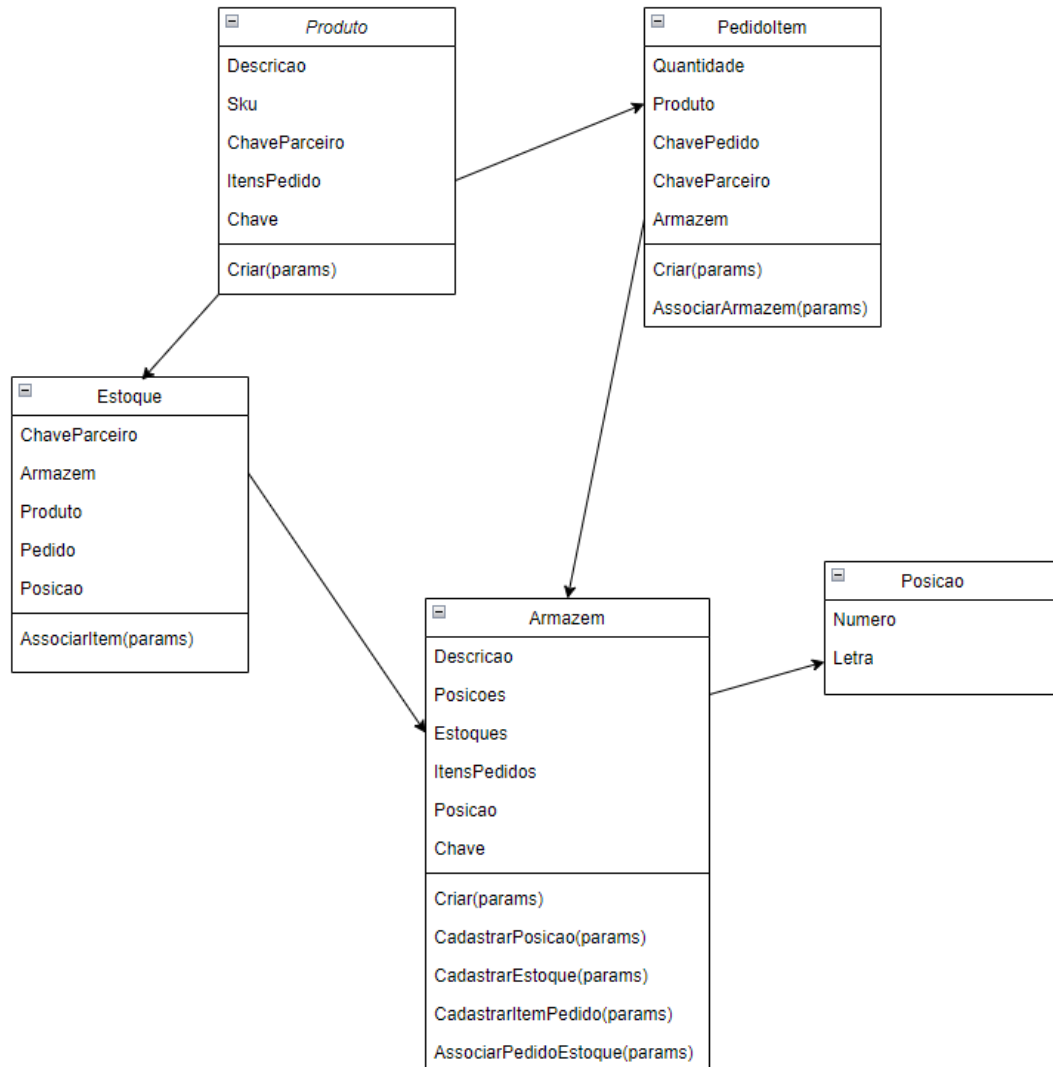 Produto
Descricao
Sku
ChaveParceiro
ItensPedido
Chave
Criar(params)
PedidoItem
Quantidade
Produto
ChavePedido
ChaveParceiro
Armazem
Criar(params)
AssociarArmazem(params)
Estoque
ChaveParceiro
Armazem
Produto
Pedido
Posicao
AssociarItem(params)
Armazem
Descricao
Posicoes
Estoques
ItensPedidos
Posicao
Chave
Criar(params)
CadastrarPosicao(params)
CadastrarEstoque(params)
CadastrarItemPedido(params)
AssociarPedidoEstoque(params)
Posicao
Numero
Letra